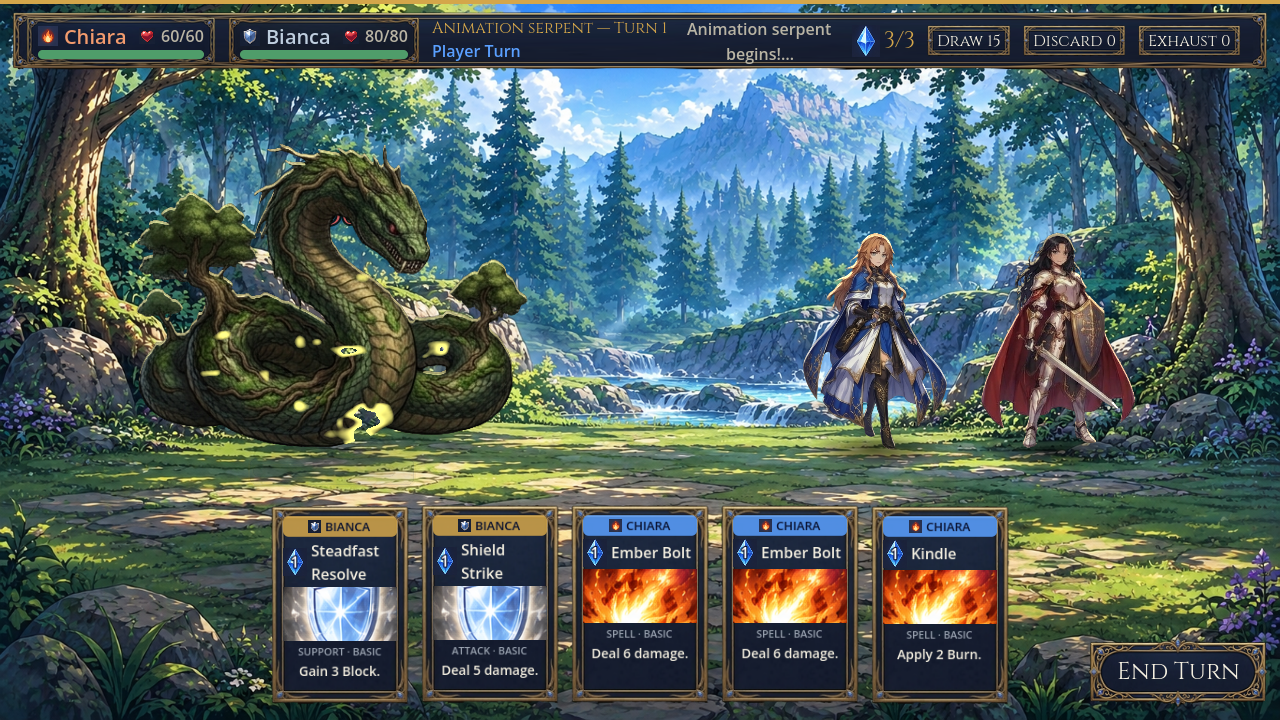 Chiara 60/60
Bianca 80/80
Animation serpent — Turn 1
Player Turn
Animation serpent
begins!...
3/3
Draw 15
Discard 0
Exhaust 0
BIANCA
1
Steadfast
Resolve
SUPPORT · BASIC
Gain 3 Block.
BIANCA
1
Shield
Strike
ATTACK · BASIC
Deal 5 damage.
CHIARA
1 Ember Bolt
SPELL · BASIC
Deal 6 damage.
CHIARA
1 Ember Bolt
SPELL · BASIC
Deal 6 damage.
CHIARA
1 Kindle
SPELL · BASIC
Apply 2 Burn.
End Turn